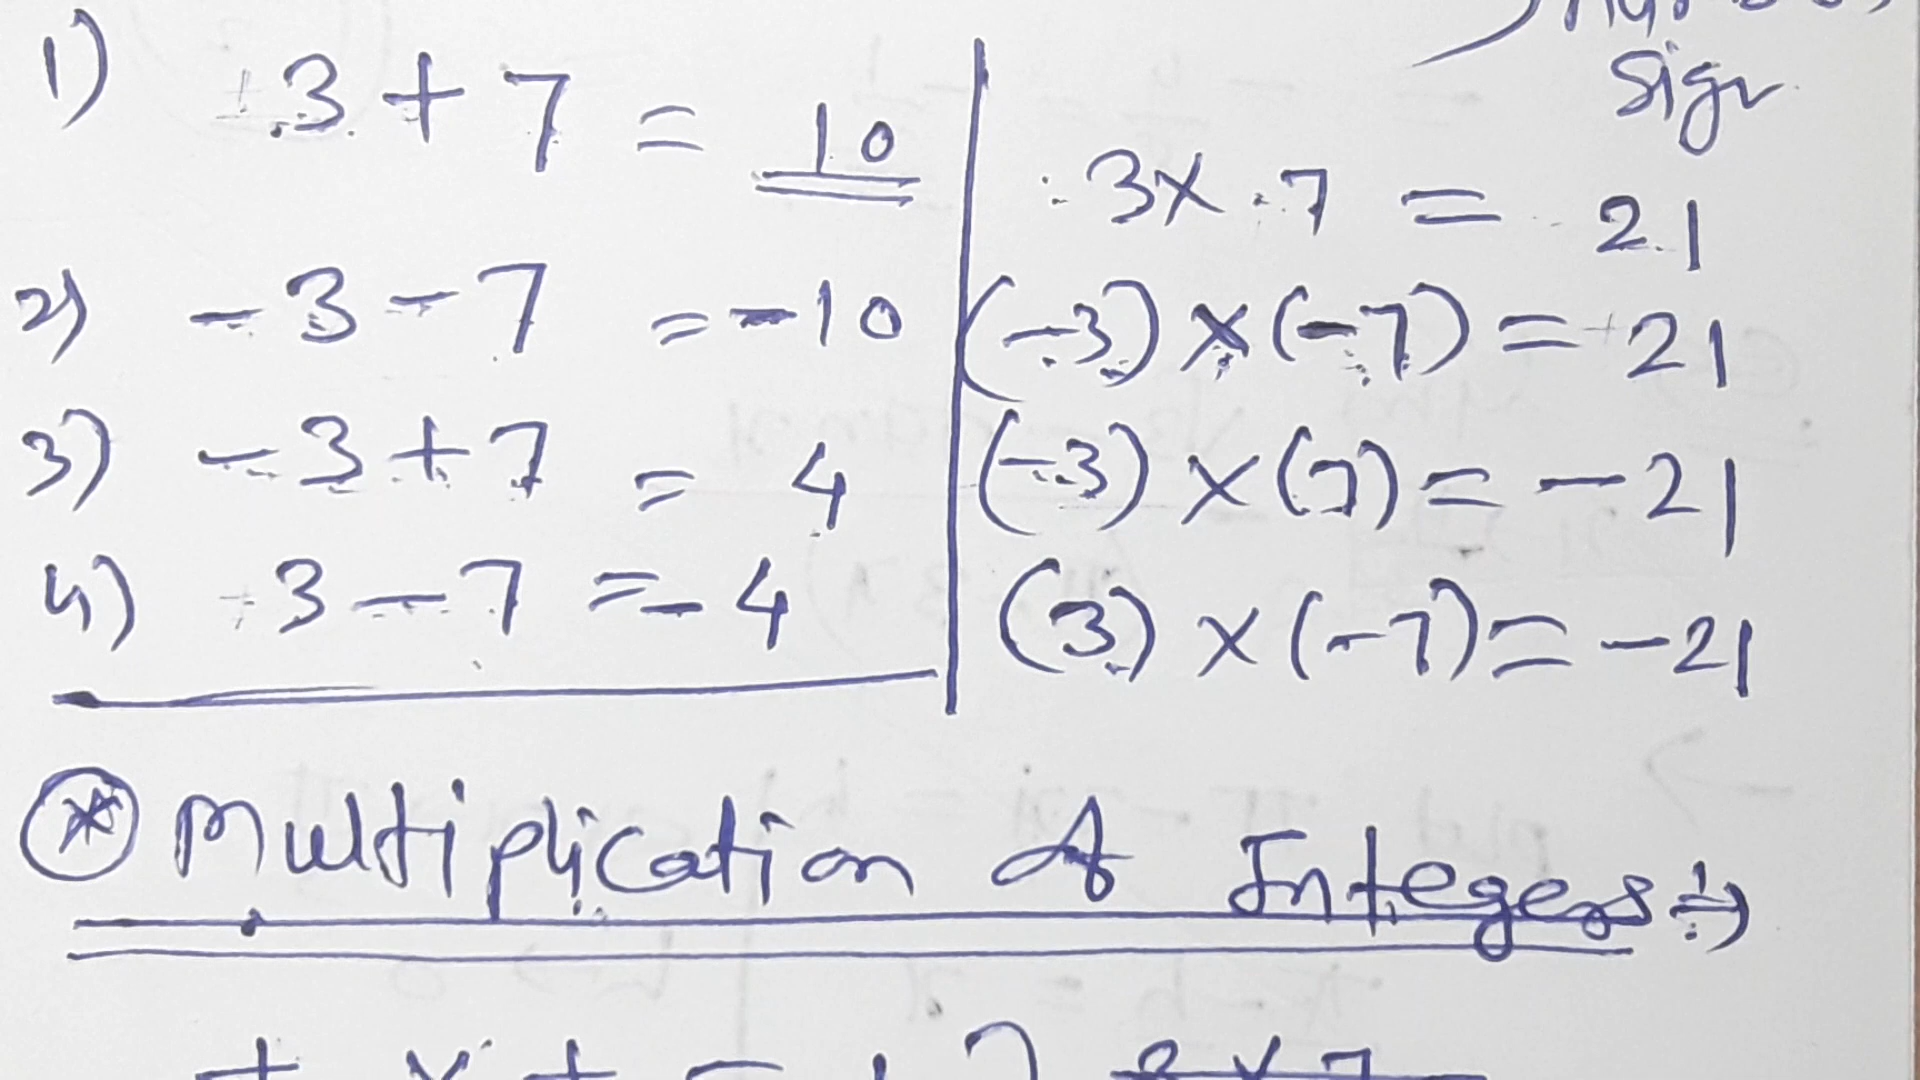 1) +3 + 7 = 10
2) -3 - 7 = -10
3) -3 + 7 = 4
4) +3 - 7 = -4
sign
3 × 7 = 21
(-3) × (-7) = +21
(-3) × (7) = -21
(3) × (-7) = -21
* Multiplication of Integers :→